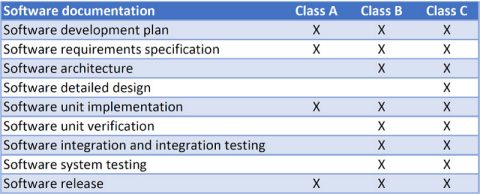 Software documentation Class A Class B Class C
Software development plan X X X
Software requirements specification X X X
Software architecture X X
Software detailed design X
Software unit implementation X X X
Software unit verification X X
Software integration and integration testing X X
Software system testing X X
Software release X X X